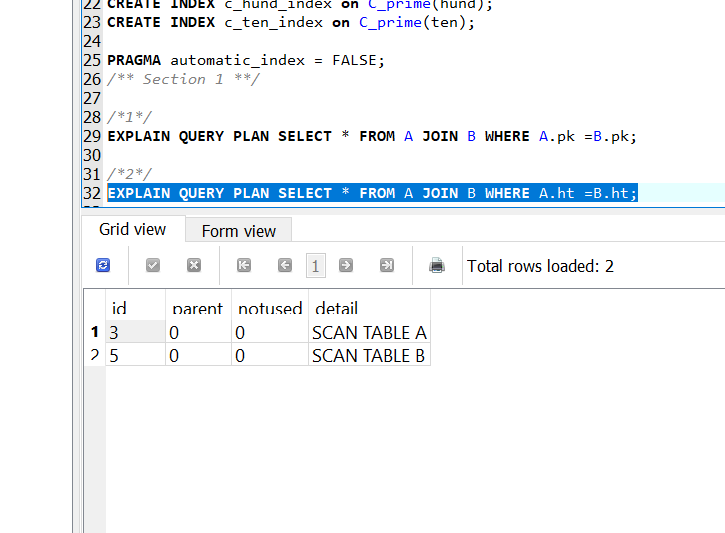 22 CREATE INDEX c_hund_index on C_prime(hund);
23 CREATE INDEX c_ten_index on C_prime(ten);
24
25 PRAGMA automatic_index = FALSE;
26 /** Section 1 **/
27
28 /*1*/
29 EXPLAIN QUERY PLAN SELECT * FROM A JOIN B WHERE A.pk =B.pk;
30
31 /*2*/
32 EXPLAIN QUERY PLAN SELECT * FROM A JOIN B WHERE A.ht =B.ht;
Grid view Form view
1 Total rows loaded: 2
id parent notused detail
1 3 0 0 SCAN TABLE A
2 5 0 0 SCAN TABLE B